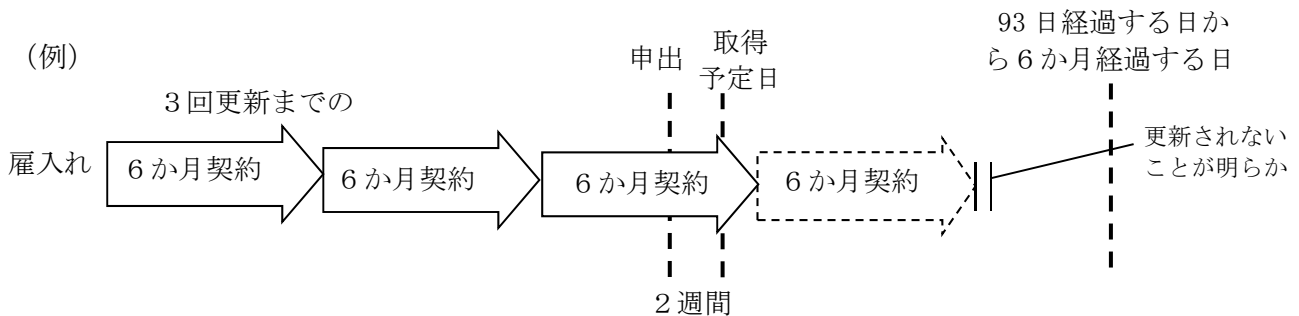 （例）
３回更新までの
雇入れ
６か月契約
６か月契約
６か月契約
６か月契約
申出
取得
予定日
２週間
93 日経過する日か
ら６か月経過する日
更新されない
ことが明らか